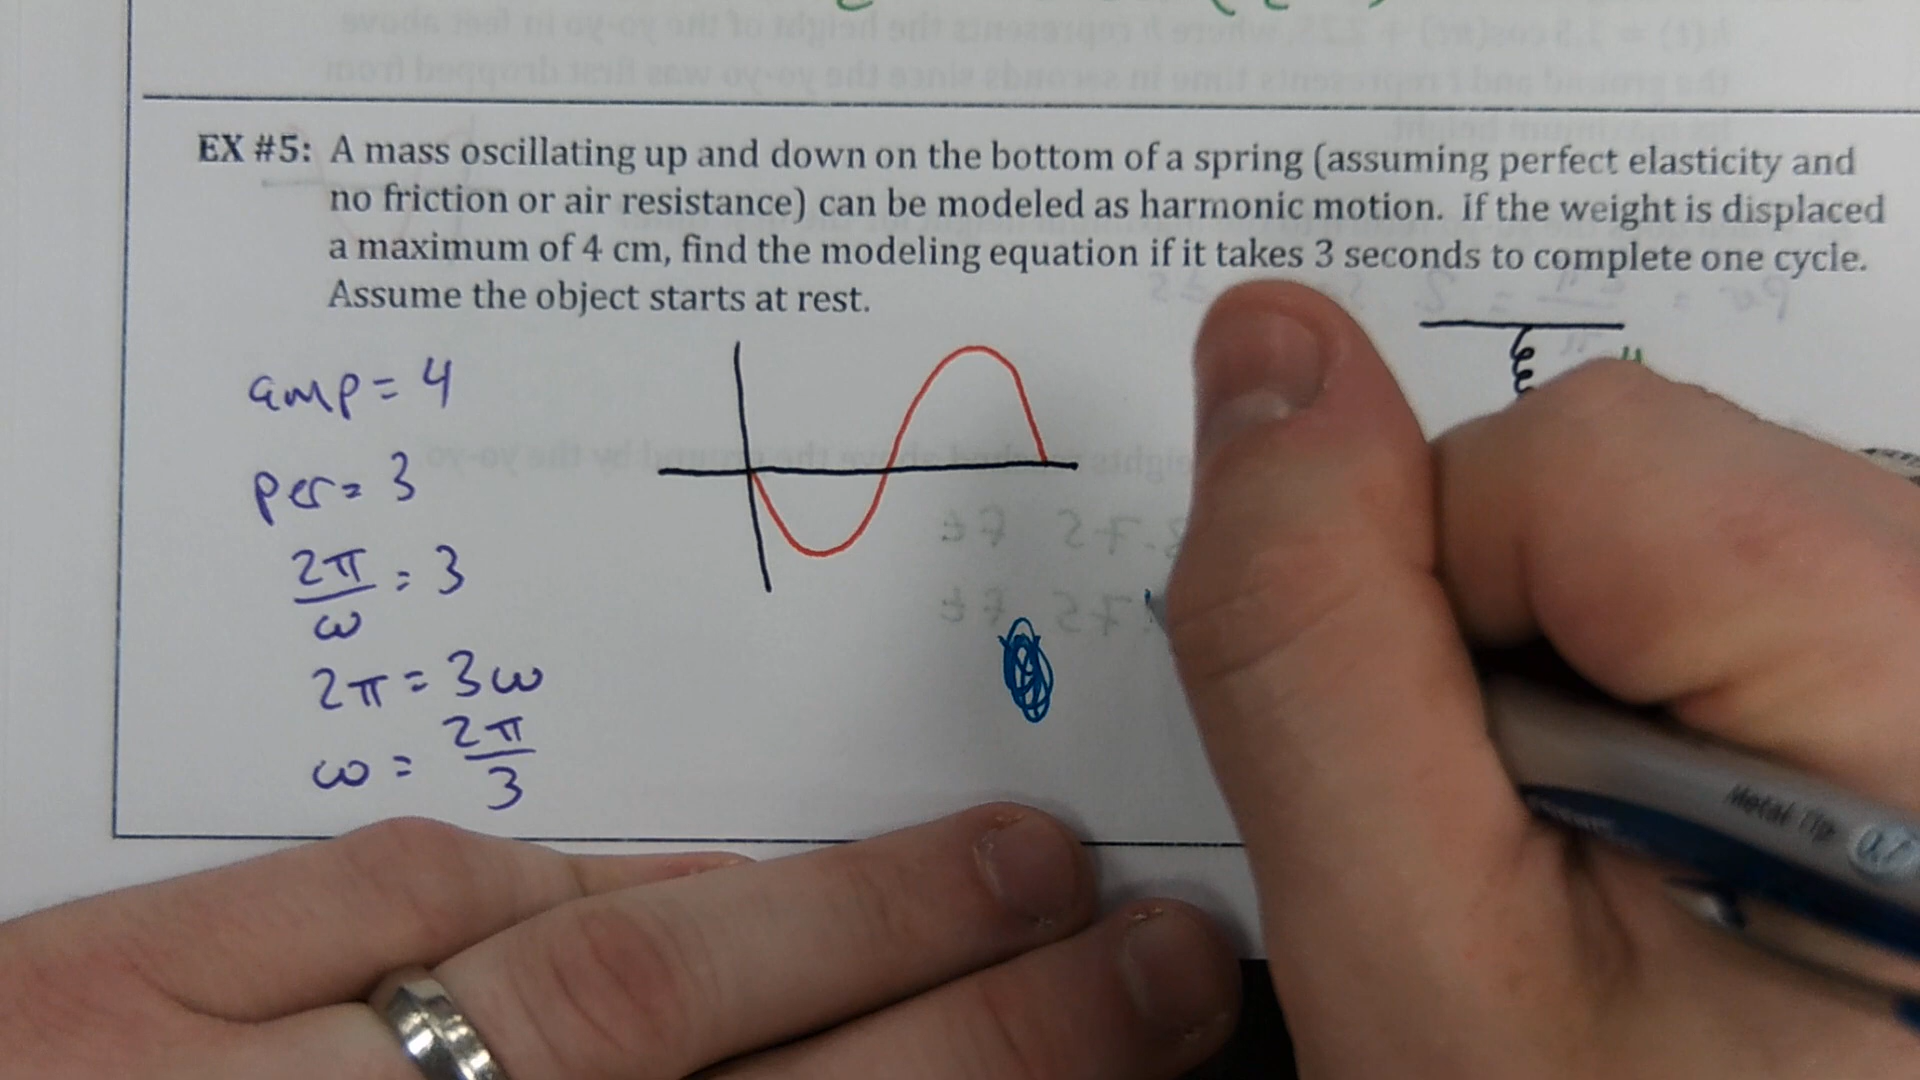 EX #5: A mass oscillating up and down on the bottom of a spring (assuming perfect elasticity and
no friction or air resistance) can be modeled as harmonic motion. If the weight is displaced
a maximum of 4 cm, find the modeling equation if it takes 3 seconds to complete one cycle.
Assume the object starts at rest.
amp = 4
per = 3
2π/ω = 3
2π = 3ω
ω = 2π/3
Metal Tip 0.7